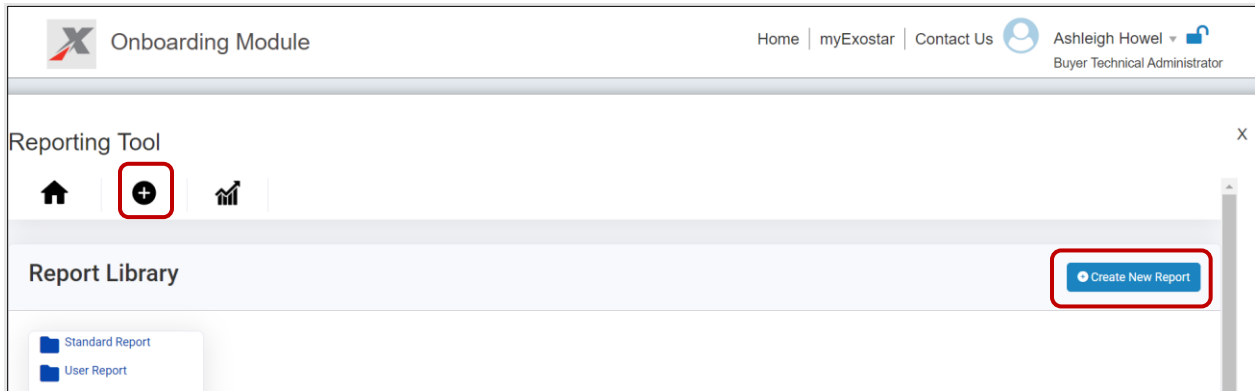 Onboarding Module
Home | myExostar | Contact Us
Ashleigh Howel
Buyer Technical Administrator
Reporting Tool
X
Report Library
Create New Report
Standard Report
User Report